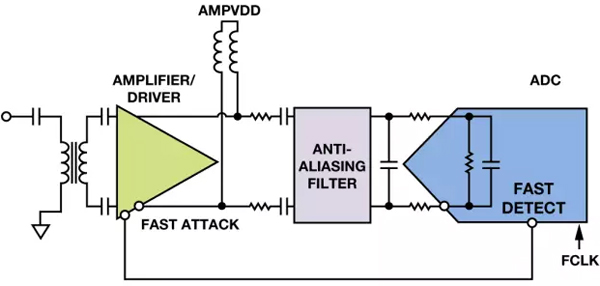 AMPVDD
AMPLIFIER/
DRIVER
ADC
ANTI-
ALIASING
FILTER
FAST ATTACK
FAST
DETECT
FCLK